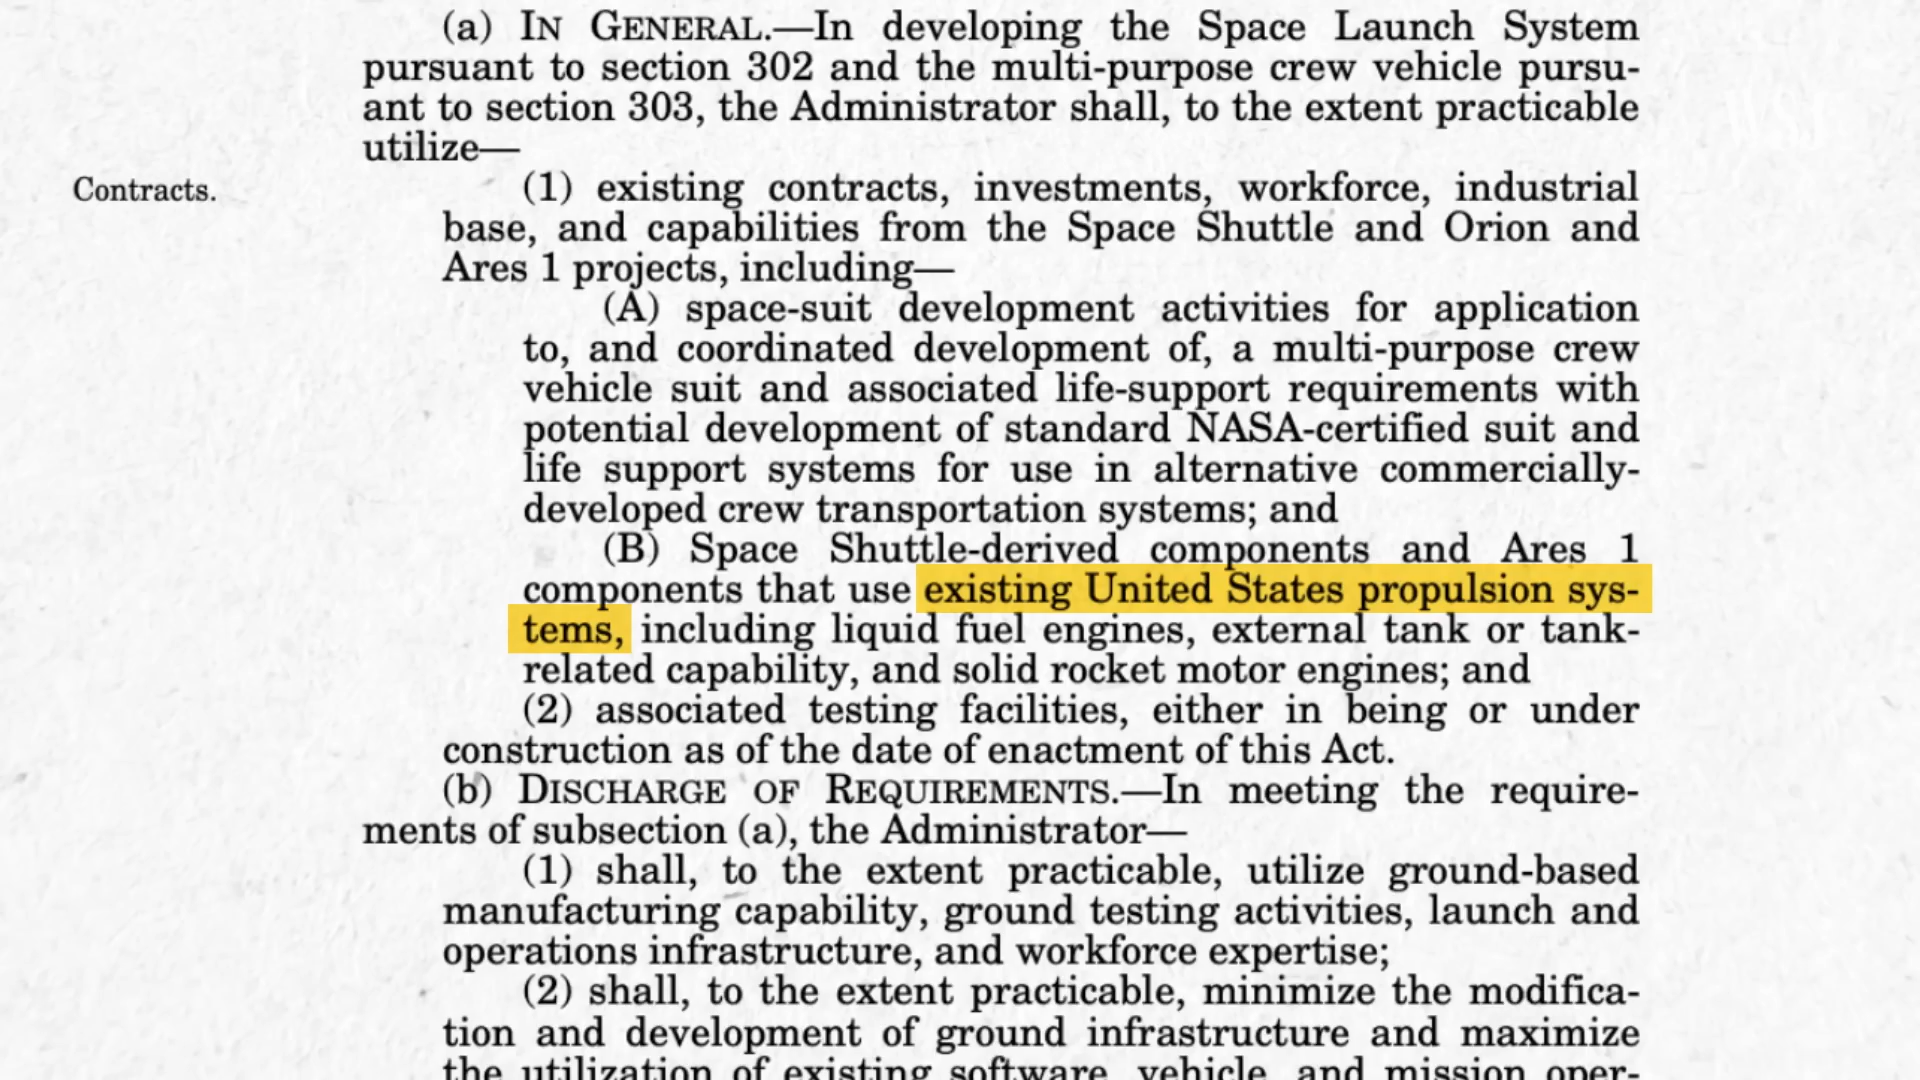 (a) IN GENERAL.—In developing the Space Launch System
pursuant to section 302 and the multi-purpose crew vehicle pursu-
ant to section 303, the Administrator shall, to the extent practicable
utilize—
Contracts.
(1) existing contracts, investments, workforce, industrial
base, and capabilities from the Space Shuttle and Orion and
Ares 1 projects, including—
(A) space-suit development activities for application
to, and coordinated development of, a multi-purpose crew
vehicle suit and associated life-support requirements with
potential development of standard NASA-certified suit and
life support systems for use in alternative commercially-
developed crew transportation systems; and
(B) Space Shuttle-derived components and Ares 1
components that use existing United States propulsion sys-
tems, including liquid fuel engines, external tank or tank-
related capability, and solid rocket motor engines; and
(2) associated testing facilities, either in being or under
construction as of the date of enactment of this Act.
(b) DISCHARGE OF REQUIREMENTS.—In meeting the require-
ments of subsection (a), the Administrator—
(1) shall, to the extent practicable, utilize ground-based
manufacturing capability, ground testing activities, launch and
operations infrastructure, and workforce expertise;
(2) shall, to the extent practicable, minimize the modifica-
tion and development of ground infrastructure and maximize
the utilization of existing software, vehicle, and mission oper-